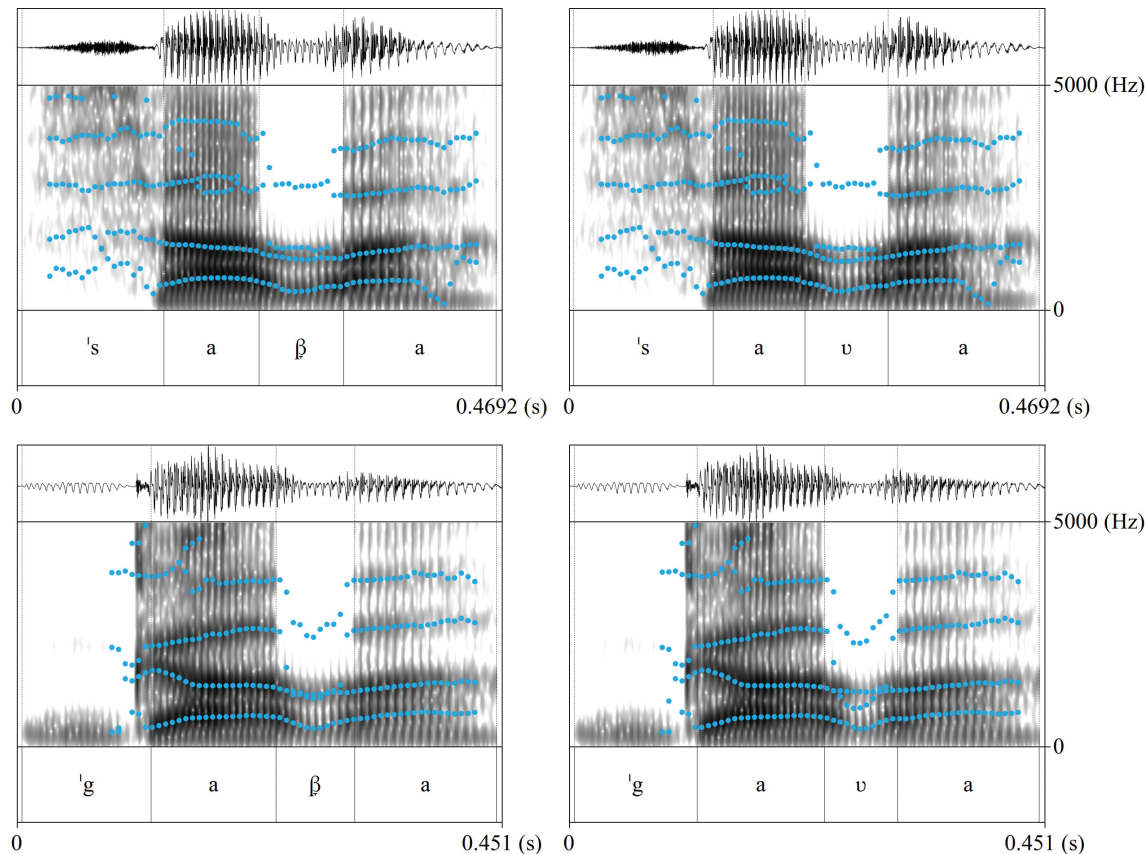 5000 (Hz)
0
ˈs a β̞ a
0 0.4692 (s)
ˈs a ʋ a
0 0.4692 (s)
5000 (Hz)
0
ˈg a β̞ a
0 0.451 (s)
ˈg a ʋ a
0 0.451 (s)